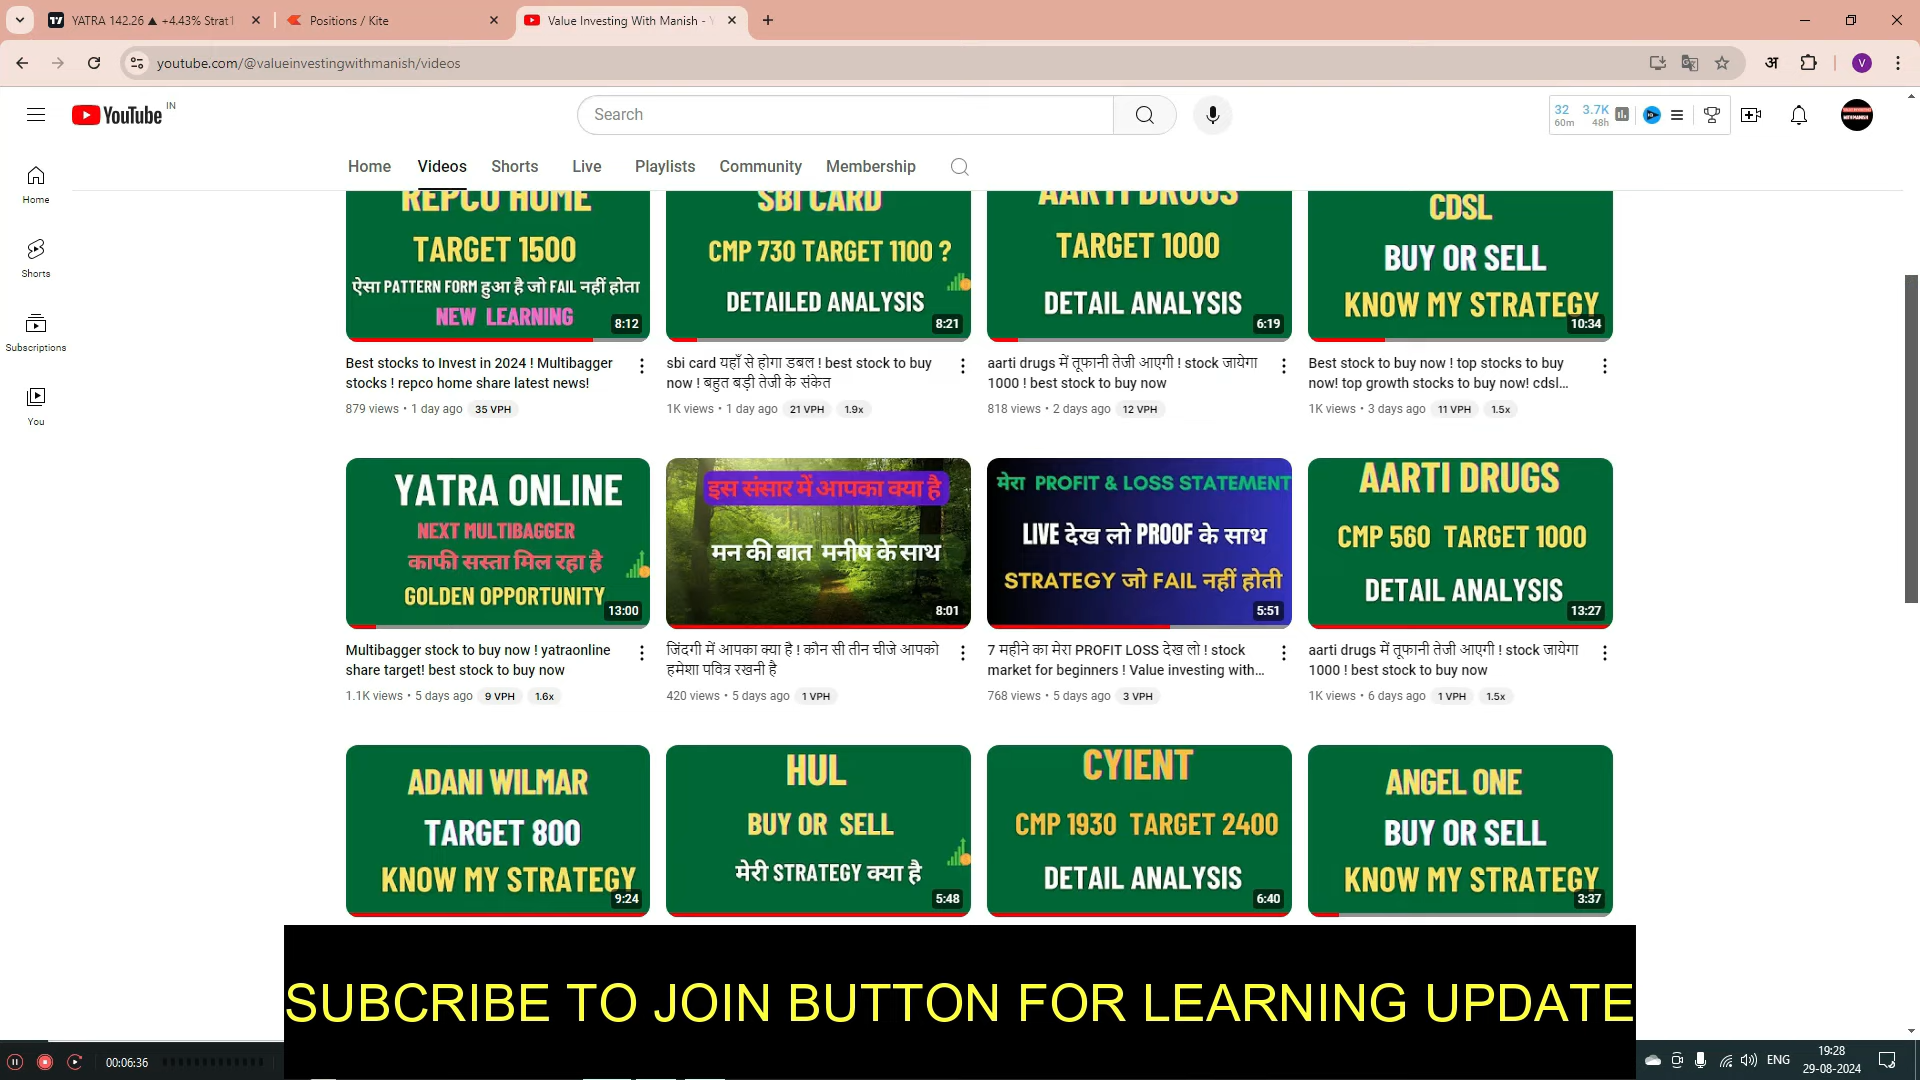 YATRA 142.26 ▲ +4.43% Strat1
Positions / Kite
Value Investing With Manish - Y
youtube.com/@valueinvestingwithmanish/videos
अ
V
YouTube IN
Search
32 3.7K
60m 48h
Home Videos Shorts Live Playlists Community Membership
Home
Shorts
Subscriptions
You
REPCO HOME
TARGET 1500
ऐसा PATTERN FORM हुआ है जो FAIL नहीं होता
NEW LEARNING
8:12
SBI CARD
CMP 730 TARGET 1100 ?
DETAILED ANALYSIS
8:21
AARTI DRUGS
TARGET 1000
DETAIL ANALYSIS
6:19
CDSL
BUY OR SELL
KNOW MY STRATEGY
10:34
Best stocks to Invest in 2024 ! Multibagger
stocks ! repco home share latest news!
879 views • 1 day ago 35 VPH
sbi card यहाँ से होगा डबल ! best stock to buy
now ! बहुत बड़ी तेजी के संकेत
1K views • 1 day ago 21 VPH 1.9x
aarti drugs में तूफानी तेजी आएगी ! stock जायेगा
1000 ! best stock to buy now
818 views • 2 days ago 12 VPH
Best stock to buy now ! top stocks to buy
now! top growth stocks to buy now! cdsl...
1K views • 3 days ago 11 VPH 1.5x
YATRA ONLINE
NEXT MULTIBAGGER
काफी सस्ता मिल रहा है
GOLDEN OPPORTUNITY
13:00
इस संसार में आपका क्या है
मन की बात मनीष के साथ
8:01
मेरा PROFIT & LOSS STATEMENT
LIVE देख लो PROOF के साथ
STRATEGY जो FAIL नहीं होती
5:51
AARTI DRUGS
CMP 560 TARGET 1000
DETAIL ANALYSIS
13:27
Multibagger stock to buy now ! yatraonline
share target! best stock to buy now
1.1K views • 5 days ago 9 VPH 1.6x
जिंदगी में आपका क्या है ! कौन सी तीन चीजे आपको
हमेशा पवित्र रखनी है
420 views • 5 days ago 1 VPH
7 महीने का मेरा PROFIT LOSS देख लो ! stock
market for beginners ! Value investing with...
768 views • 5 days ago 3 VPH
aarti drugs में तूफानी तेजी आएगी ! stock जायेगा
1000 ! best stock to buy now
1K views • 6 days ago 1 VPH 1.5x
ADANI WILMAR
TARGET 800
KNOW MY STRATEGY
9:24
HUL
BUY OR SELL
मेरी STRATEGY क्या है
5:48
CYIENT
CMP 1930 TARGET 2400
DETAIL ANALYSIS
6:40
ANGEL ONE
BUY OR SELL
KNOW MY STRATEGY
3:37
SUBCRIBE TO JOIN BUTTON FOR LEARNING UPDATE
00:06:36
ENG
19:28
29-08-2024